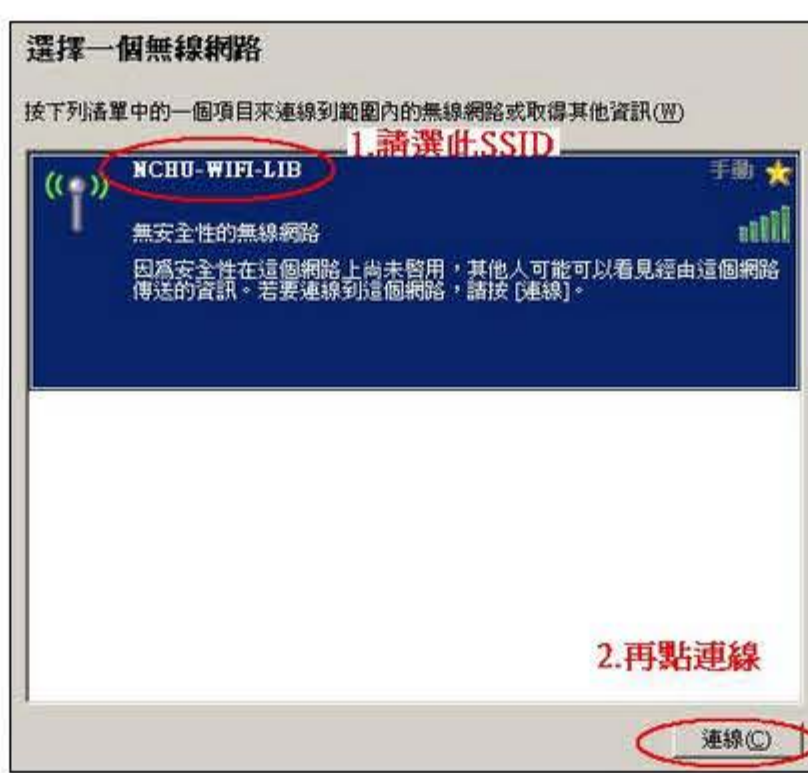 選擇一個無線網路
按下列清單中的一個項目來連線到範圍內的無線網路或取得其他資訊(W)
1.請選此SSID
NCHU-WIFI-LIB
手動
無安全性的無線網路
因為安全性在這個網路上尚未啓用，其他人可能可以看見經由這個網路
傳送的資訊。若要連線到這個網路，請按 [連線]。
2.再點連線
連線(C)